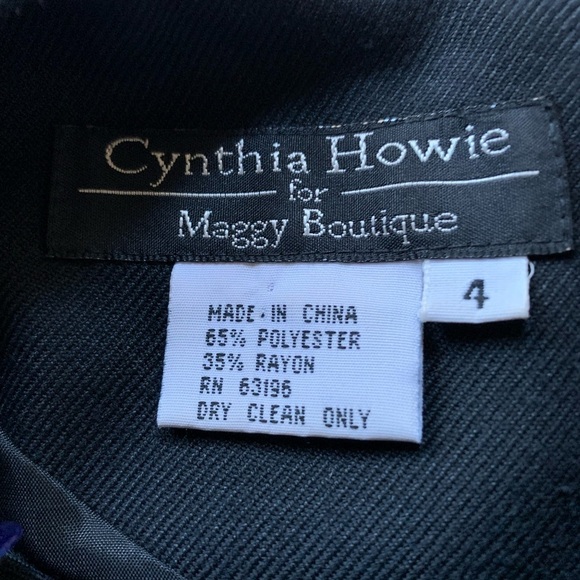 Cynthia Howie
for
Maggy Boutique
4
MADE IN CHINA
65% POLYESTER
35% RAYON
RN 63196
DRY CLEAN ONLY